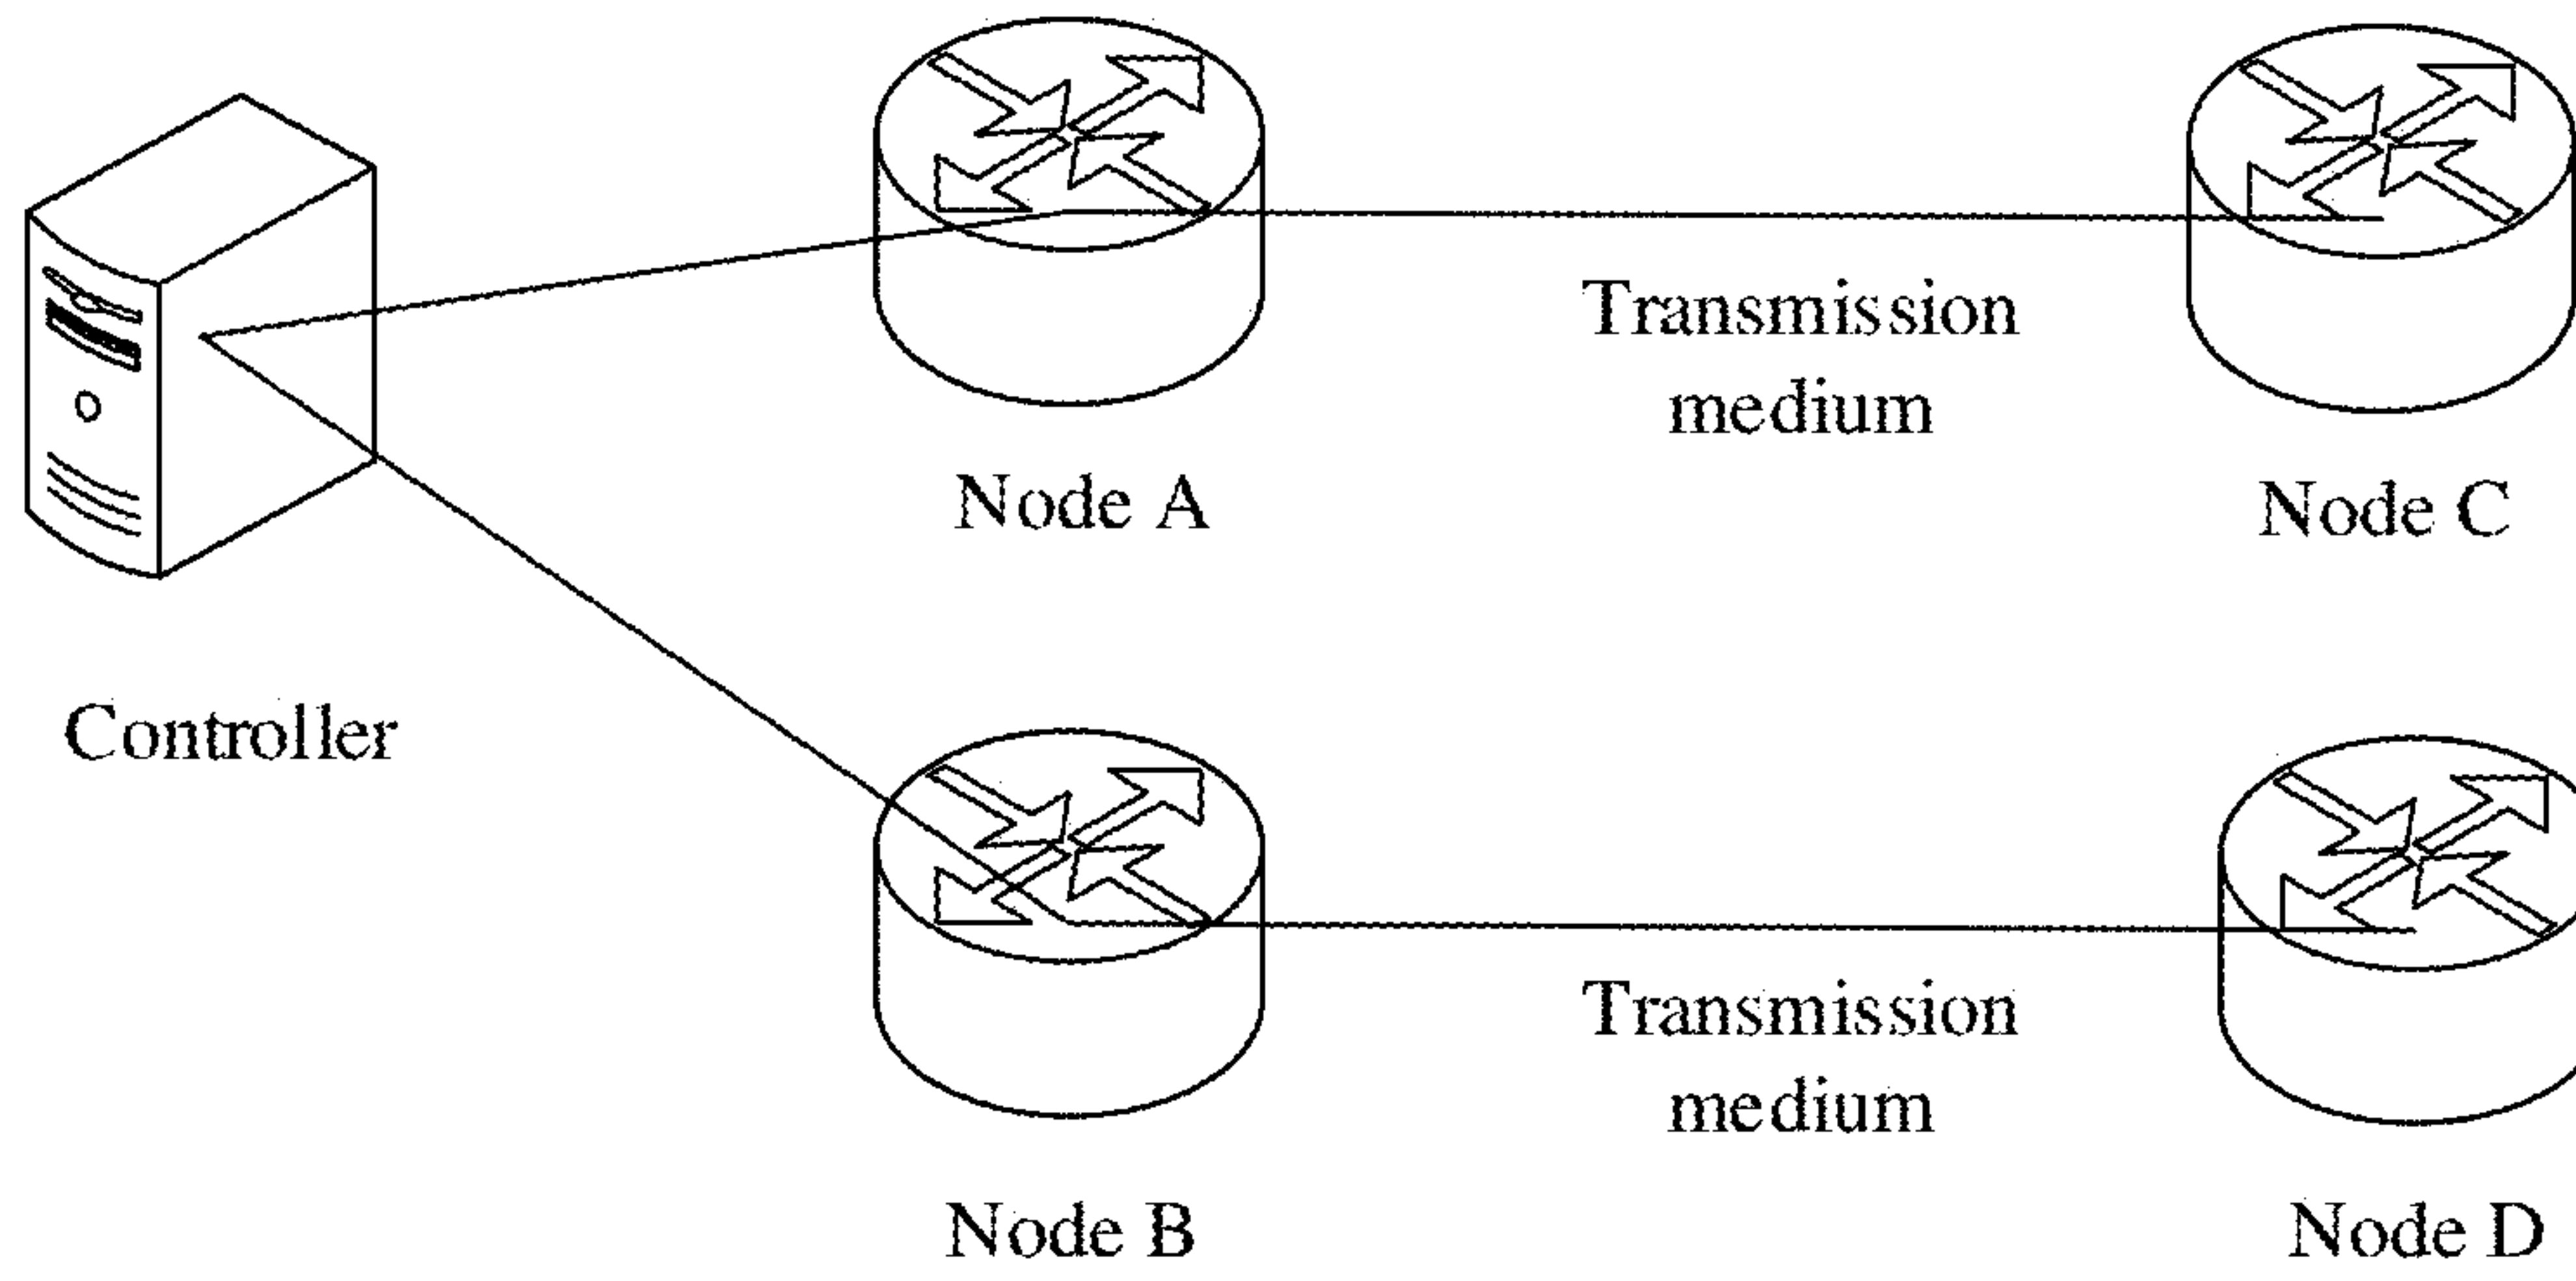 Transmission
medium
Node A
Node C
Controller
Transmission
medium
Node B
Node D